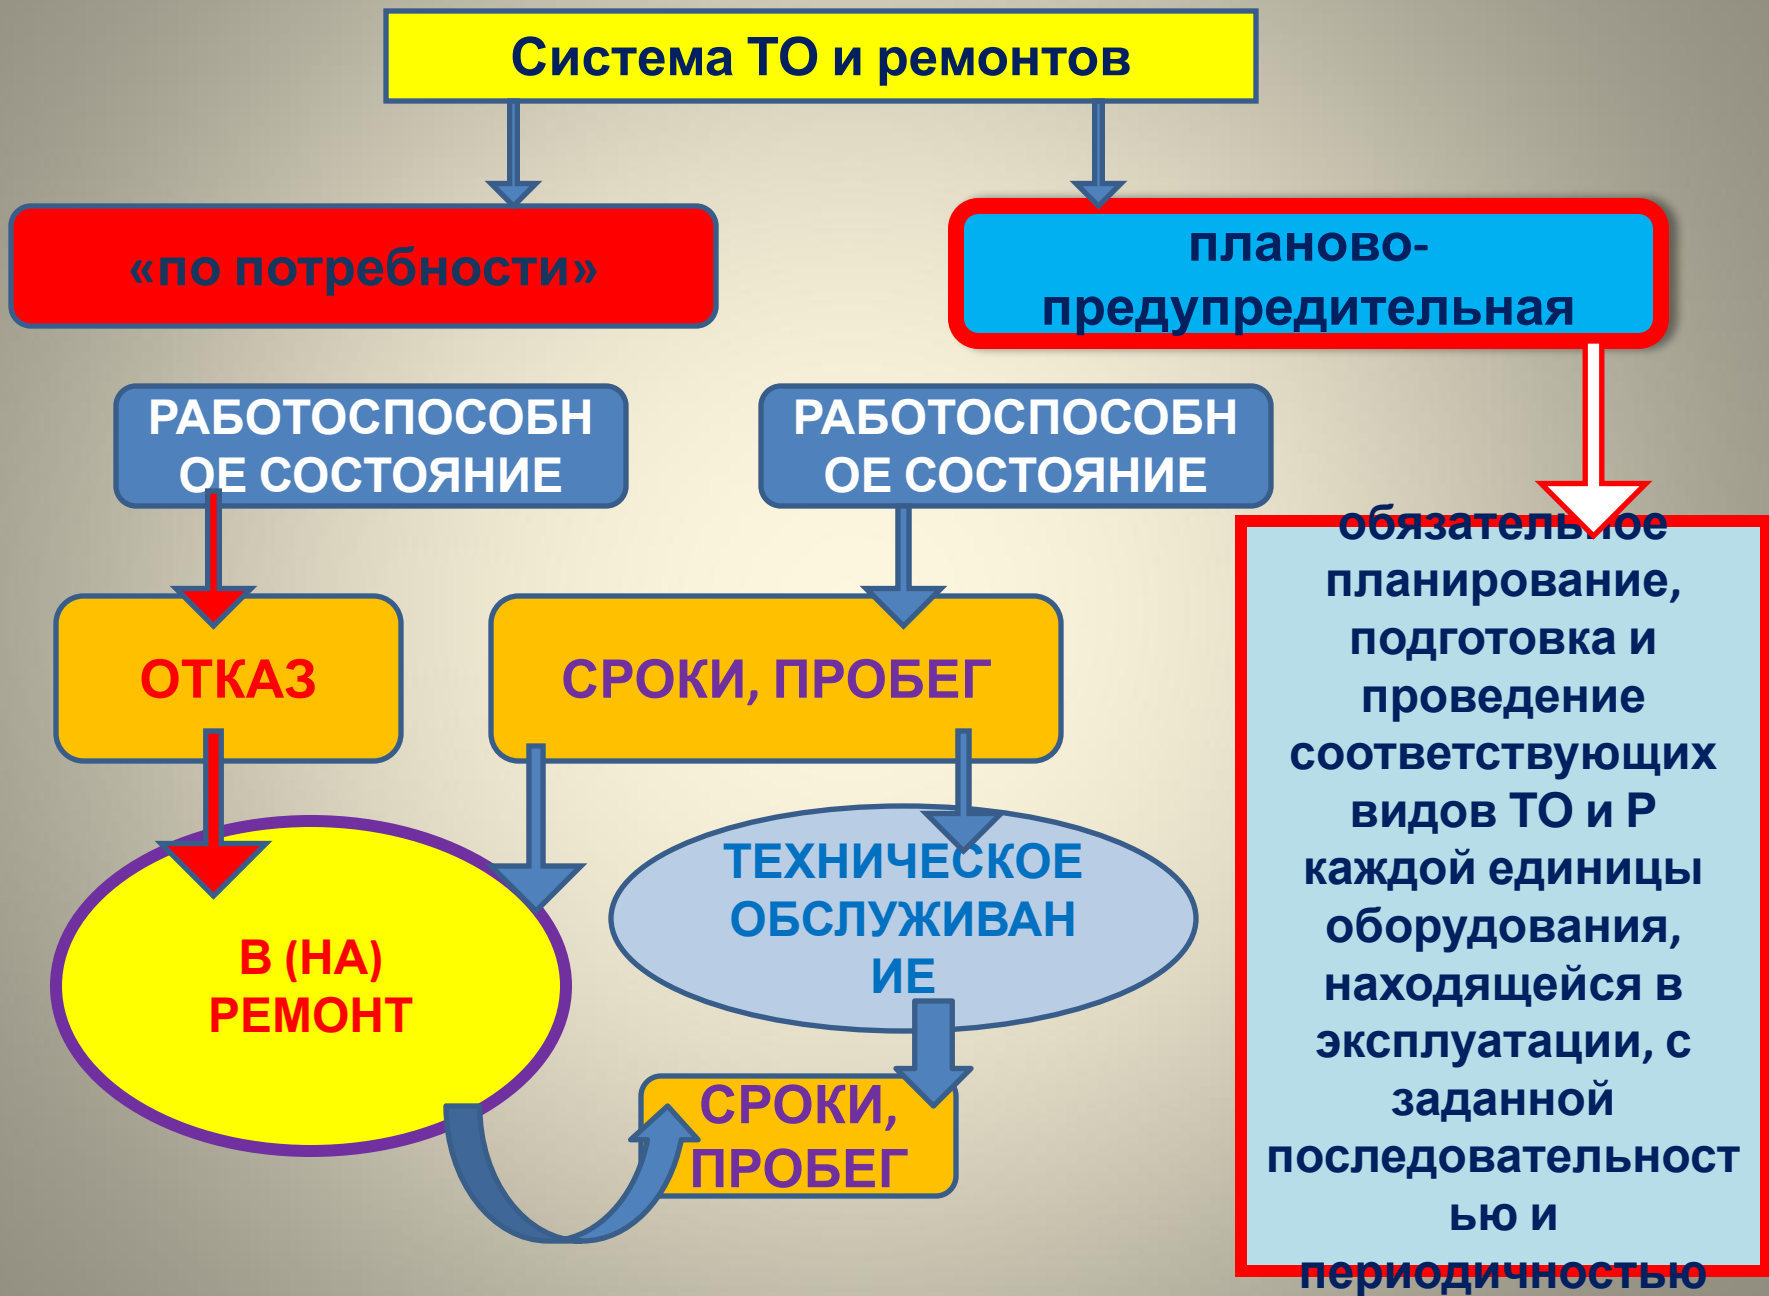 Система ТО и ремонтов
«по потребности»
планово-
предупредительная
РАБОТОСПОСОБН
ОЕ СОСТОЯНИЕ
РАБОТОСПОСОБН
ОЕ СОСТОЯНИЕ
ОТКАЗ
СРОКИ, ПРОБЕГ
В (НА)
РЕМОНТ
ТЕХНИЧЕСКОЕ
ОБСЛУЖИВАН
ИЕ
СРОКИ,
ПРОБЕГ
обязательное
планирование,
подготовка и
проведение
соответствующих
видов ТО и Р
каждой единицы
оборудования,
находящейся в
эксплуатации, с
заданной
последовательност
ью и
периодичностью